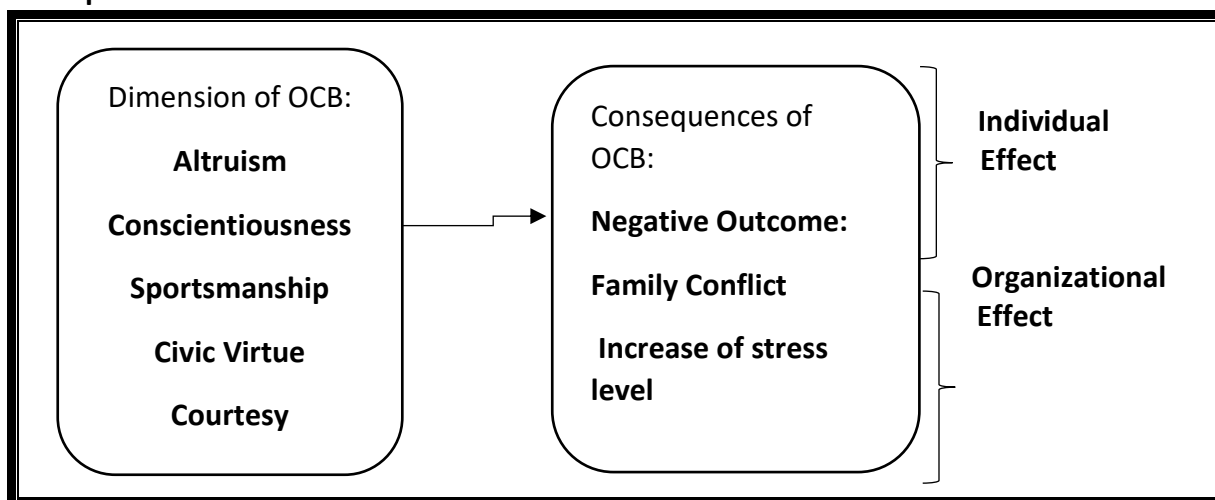 Dimension of OCB:
Altruism
Conscientiousness
Sportsmanship
Civic Virtue
Courtesy
Consequences of
OCB:
Negative Outcome:
Family Conflict
Increase of stress
level
Individual
Effect
Organizational
Effect